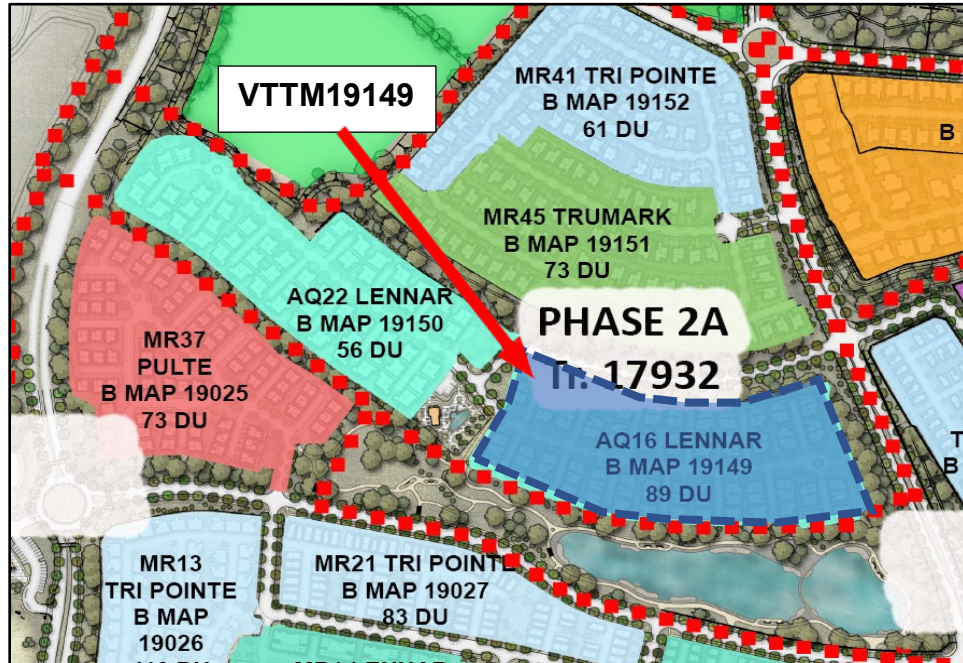 MR41 TRI POINTE
B MAP 19152
61 DU
VTTM19149
B
MR45 TRUMARK
B MAP 19151
73 DU
AQ22 LENNAR
B MAP 19150
56 DU
PHASE 2A
17932
MR37
PULTE
B MAP 19025
73 DU
AQ16 LENNAR
B MAP 19149
89 DU
T
B
MR13
TRI POINTE
B MAP
19026
MR21 TRI POINTE
B MAP 19027
83 DU